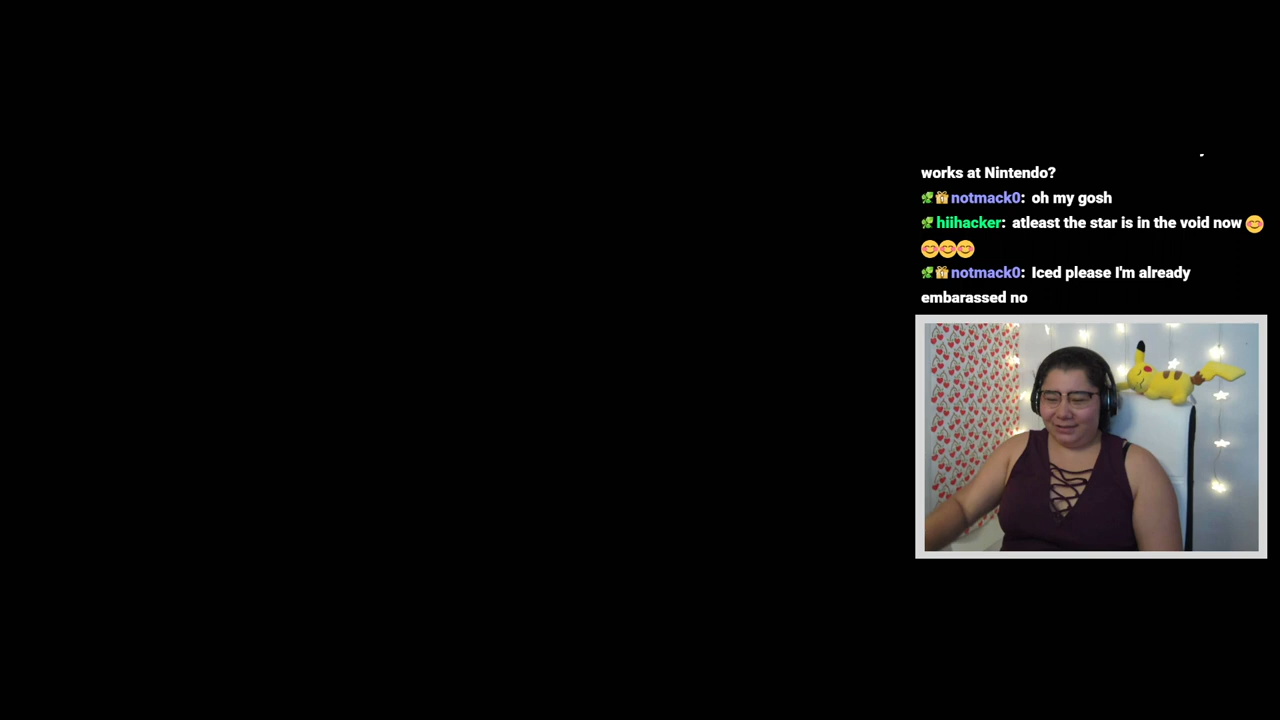 works at Nintendo?
notmack0: oh my gosh
hiihacker: atleast the star is in the void now 😊
😊😊😊
notmack0: Iced please I'm already
embarassed no